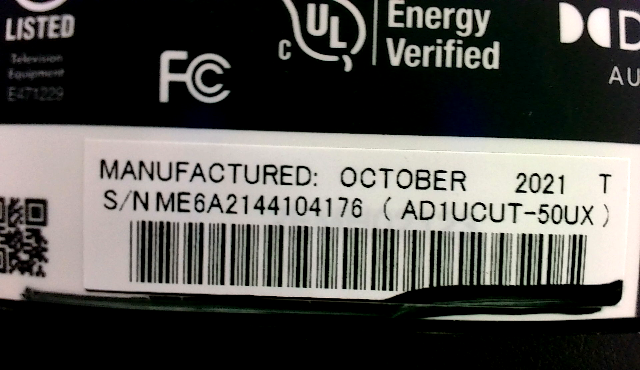 LISTED
Television
Equipment
E471229
FC
c UL
Energy
Verified
AU
MANUFACTURED: OCTOBER 2021 T
S/N ME6A2144104176 ( AD1UCUT-50UX )